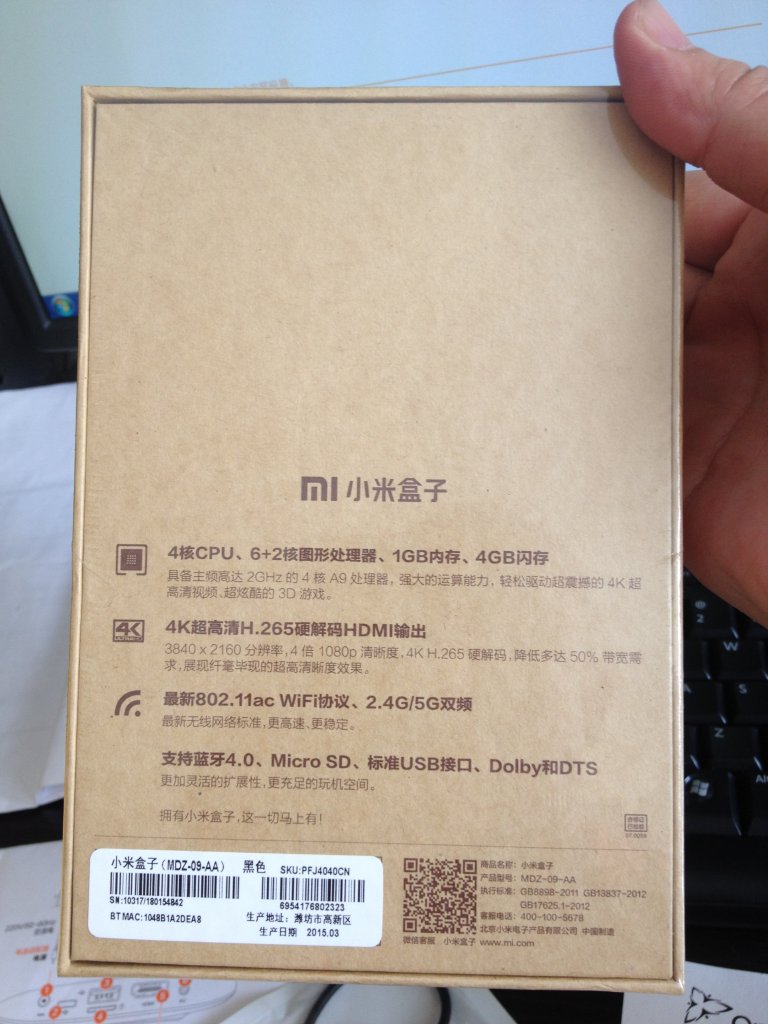 mi 小米盒子
4核CPU、6+2核图形处理器、1GB内存、4GB闪存
具备主频高达 2GHz 的 4 核 A9 处理器，强大的运算能力，轻松驱动超震撼的 4K 超
高清视频、超炫酷的 3D 游戏。
4K
4K超高清H.265硬解码HDMI输出
3840 x 2160 分辨率，4 倍 1080p 清晰度，4K H.265 硬解码，降低多达 50% 带宽需
求，展现纤毫毕现的超高清晰度效果。
最新802.11ac WiFi协议、2.4G/5G双频
最新无线网络标准，更高速、更稳定。
支持蓝牙4.0、Micro SD、标准USB接口、Dolby和DTS
更加灵活的扩展性，更充足的玩机空间。
拥有小米盒子，这一切马上有！
小米盒子（MDZ-09-AA） 黑色 SKU:PFJ4040CN
SN:10317/180154842
6954176802323
BT MAC:1048B1A2DEA8
生产地址：潍坊市高新区
生产日期 2015.03
商品名称：小米盒子
产品型号：MDZ-09-AA
执行标准：GB8898-2011 GB13837-2012
GB17625.1-2012
客服电话：400-100-5678
北京小米电子产品有限公司 中国制造
微信客服 小米盒子 www.mi.com
220V/50-60Hz
2
W
S
Z
1
2
3
4
5